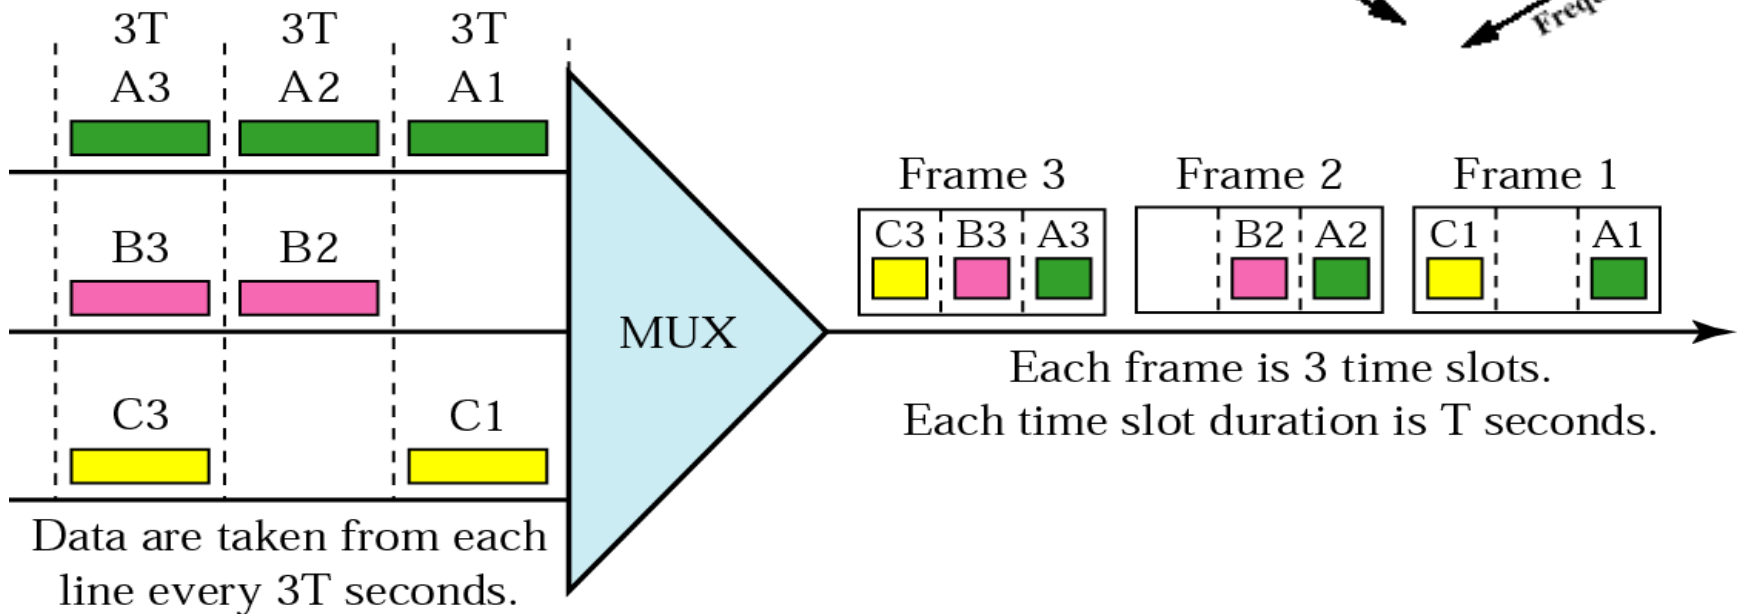 3T 3T 3T
A3 A2 A1
B3 B2
C3 C1
Data are taken from each
line every 3T seconds.
MUX
Frame 3 Frame 2 Frame 1
C3 B3 A3 B2 A2 C1 A1
Each frame is 3 time slots.
Each time slot duration is T seconds.